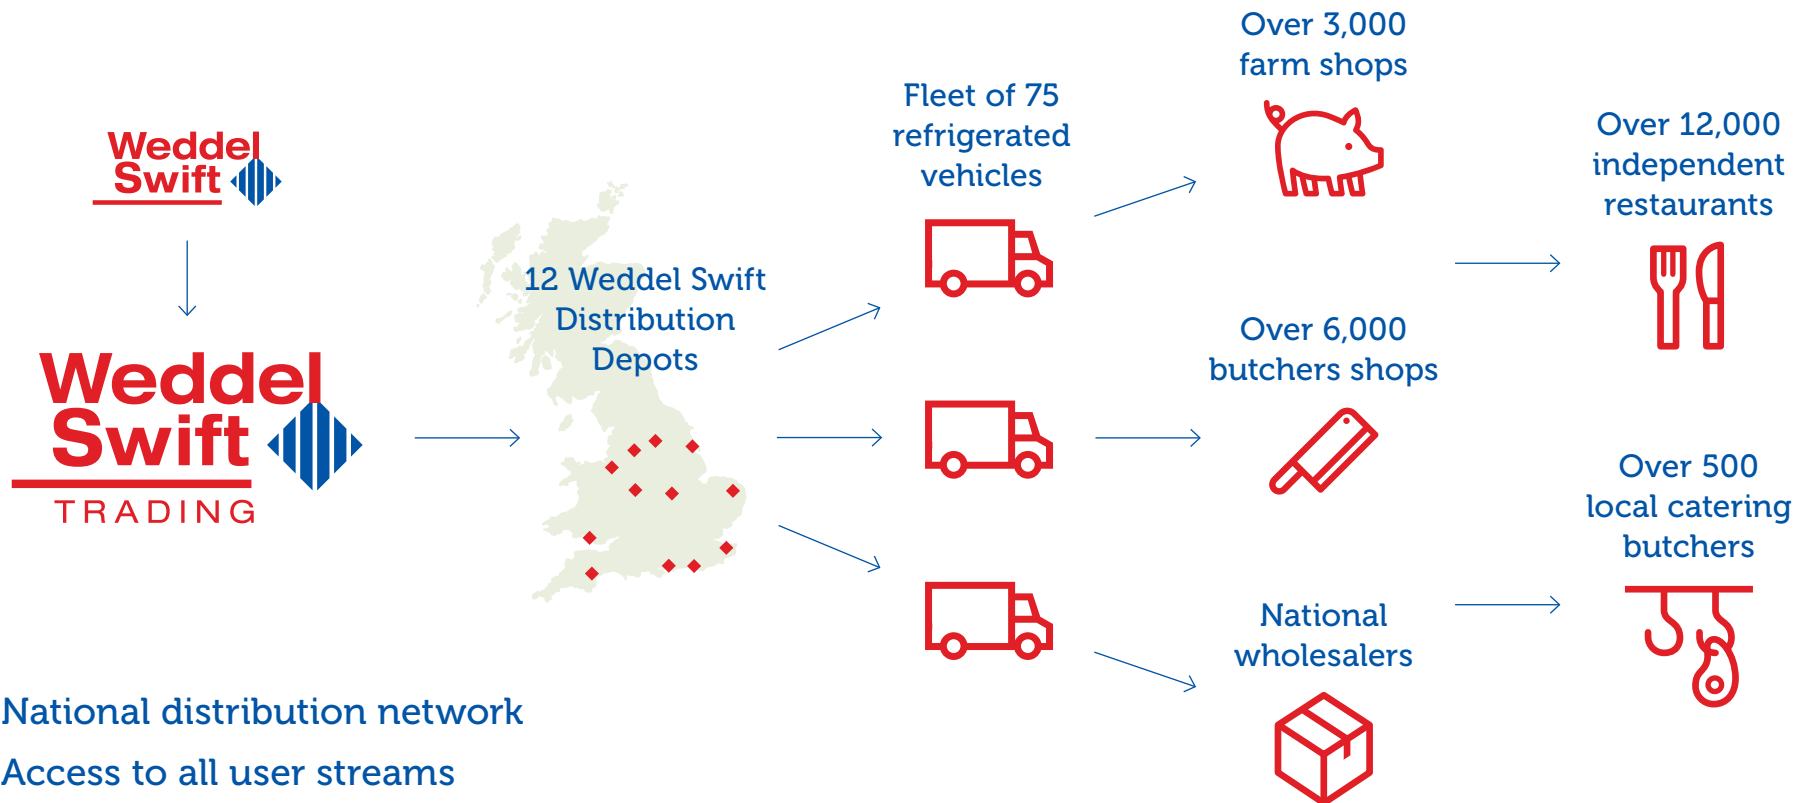 Weddel
Swift
Weddel
Swift
TRADING
12 Weddel Swift
Distribution
Depots
Fleet of 75
refrigerated
vehicles
Over 3,000
farm shops
Over 6,000
butchers shops
National
wholesalers
Over 12,000
independent
restaurants
Over 500
local catering
butchers
National distribution network
Access to all user streams